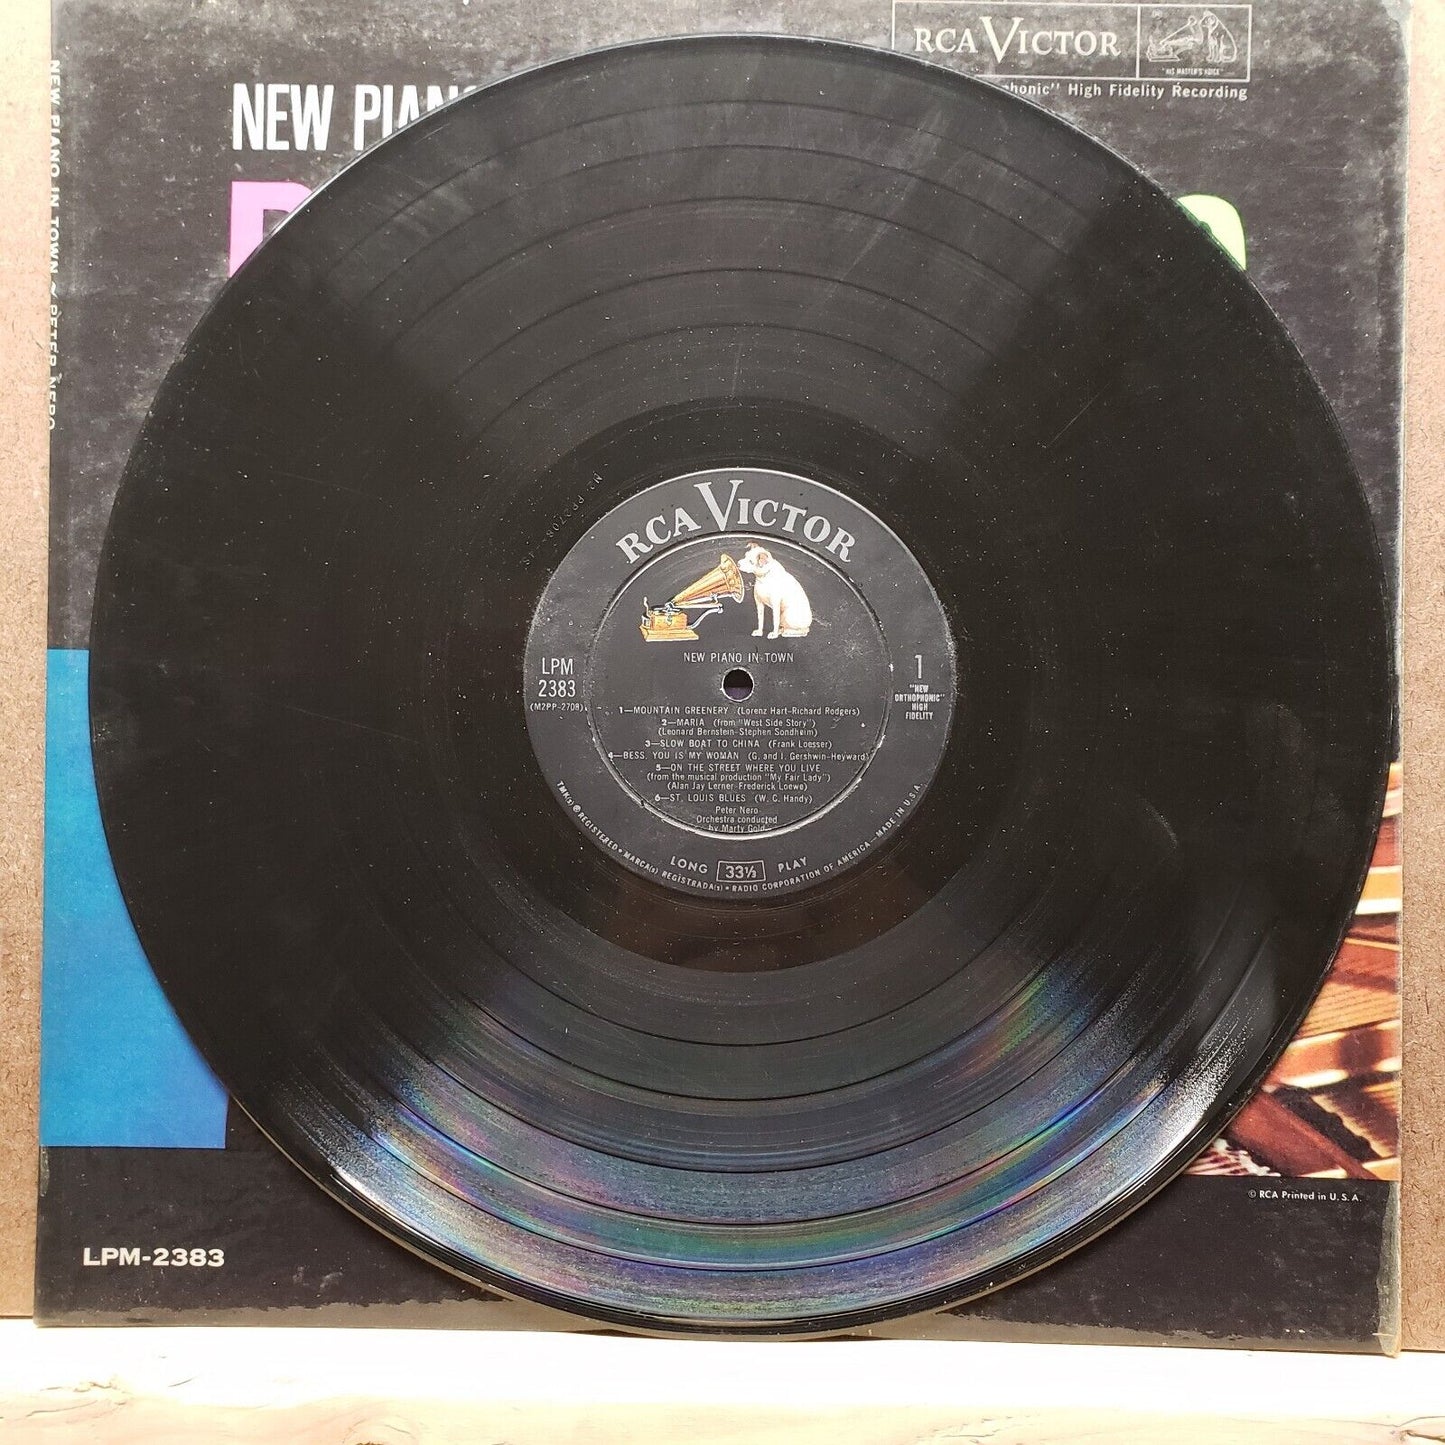 RCA VICTOR
"HIS MASTER'S VOICE"
High Fidelity Recording
NEW
NEW PIANO IN TOWN PETER NERO
RCA VICTOR
NEW PIANO IN TOWN
LPM
2383
(M2PP-2708)
1
"NEW
ORTHOPHONIC"
HIGH
FIDELITY
1—MOUNTAIN GREENERY (Lorenz Hart-Richard Rodgers)
2—MARIA (from "West Side Story")
(Leonard Bernstein-Stephen Sondheim)
3—SLOW BOAT TO CHINA (Frank Loesser)
4—BESS, YOU IS MY WOMAN (G. and I. Gershwin-Heyward)
5—ON THE STREET WHERE YOU LIVE
(from the musical production "My Fair Lady")
(Alan Jay Lerner-Frederick Loewe)
6—ST. LOUIS BLUES (W. C. Handy)
Peter Nero
Orchestra conducted
by Marty Gold
LONG 33⅓ PLAY
TMK(s) ® REGISTERED • MARCA(s) REGISTRADA(s) • RADIO CORPORATION OF AMERICA—MADE IN U.S.A.
© RCA Printed in U. S. A.
LPM-2383